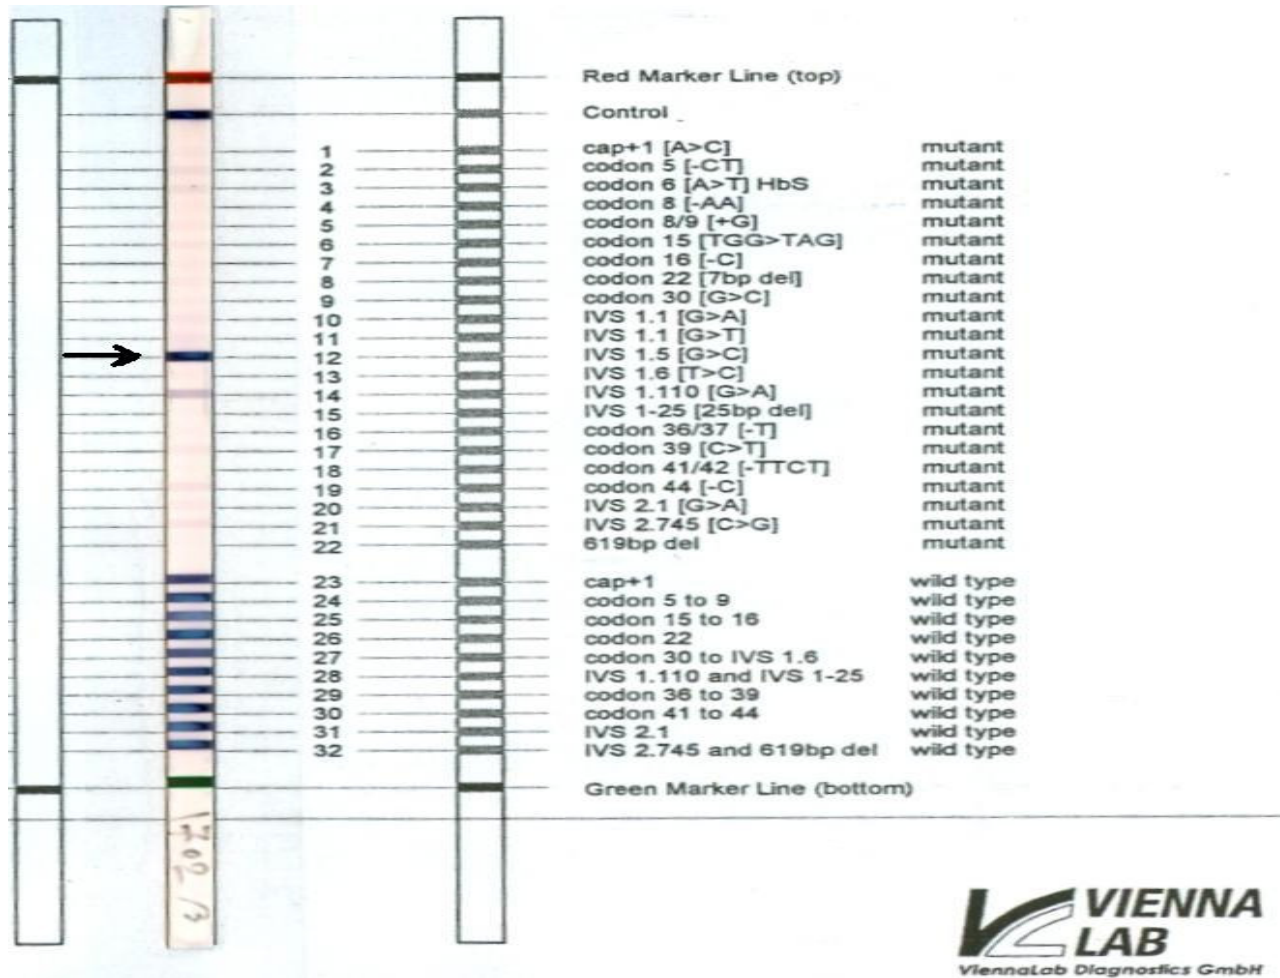 Red Marker Line (top)
Control
1 cap+1 [A>C] mutant
2 codon 5 [-CT] mutant
3 codon 6 [A>T] HbS mutant
4 codon 8 [-AA] mutant
5 codon 8/9 [+G] mutant
6 codon 15 [TGG>TAG] mutant
7 codon 16 [-C] mutant
8 codon 22 [7bp del] mutant
9 codon 30 [G>C] mutant
10 IVS 1.1 [G>A] mutant
11 IVS 1.1 [G>T] mutant
12 IVS 1.5 [G>C] mutant
13 IVS 1.6 [T>C] mutant
14 IVS 1.110 [G>A] mutant
15 IVS 1-25 [25bp del] mutant
16 codon 36/37 [-T] mutant
17 codon 39 [C>T] mutant
18 codon 41/42 [-TTCT] mutant
19 codon 44 [-C] mutant
20 IVS 2.1 [G>A] mutant
21 IVS 2.745 [C>G] mutant
22 619bp del mutant
23 cap+1 wild type
24 codon 5 to 9 wild type
25 codon 15 to 16 wild type
26 codon 22 wild type
27 codon 30 to IVS 1.6 wild type
28 IVS 1.110 and IVS 1-25 wild type
29 codon 36 to 39 wild type
30 codon 41 to 44 wild type
31 IVS 2.1 wild type
32 IVS 2.745 and 619bp del wild type
Green Marker Line (bottom)
VIENNA
LAB
ViennaLab Diagnostics GmbH